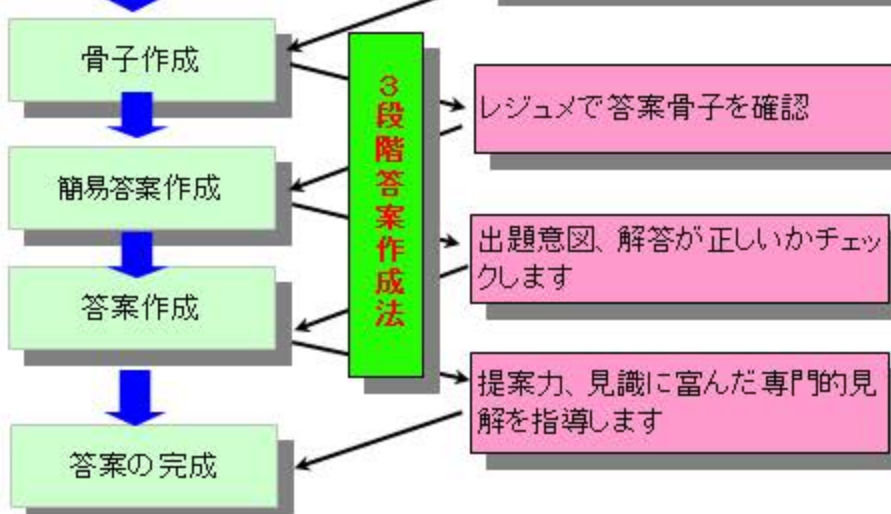 骨子作成
3段階答案作成法
レジュメで答案骨子を確認
簡易答案作成
出題意図、解答が正しいかチェッ
クします
答案作成
提案力、見識に富んだ専門的見
解を指導します
答案の完成